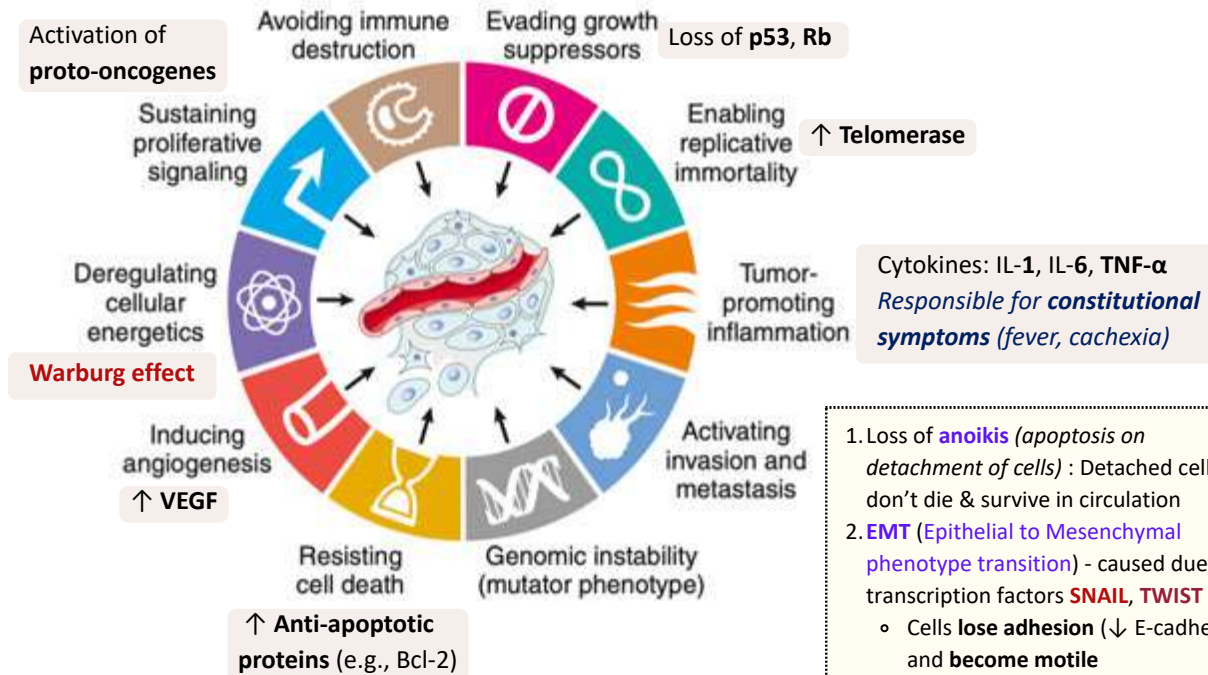 Activation of
proto-oncogenes
Avoiding immune
destruction
Evading growth
suppressors
Loss of p53, Rb
Sustaining
proliferative
signaling
Enabling
replicative
immortality
↑ Telomerase
Deregulating
cellular
energetics
Warburg effect
Tumor-
promoting
inflammation
Cytokines: IL-1, IL-6, TNF-α
Responsible for constitutional
symptoms (fever, cachexia)
Inducing
angiogenesis
↑ VEGF
Activating
invasion and
metastasis
Resisting
cell death
↑ Anti-apoptotic
proteins (e.g., Bcl-2)
Genomic instability
(mutator phenotype)
1. Loss of anoikis (apoptosis on
detachment of cells) : Detached cell
don't die & survive in circulation
2. EMT (Epithelial to Mesenchymal
phenotype transition) - caused due
transcription factors SNAIL, TWIST
Cells lose adhesion (↓ E-cadhe
and become motile